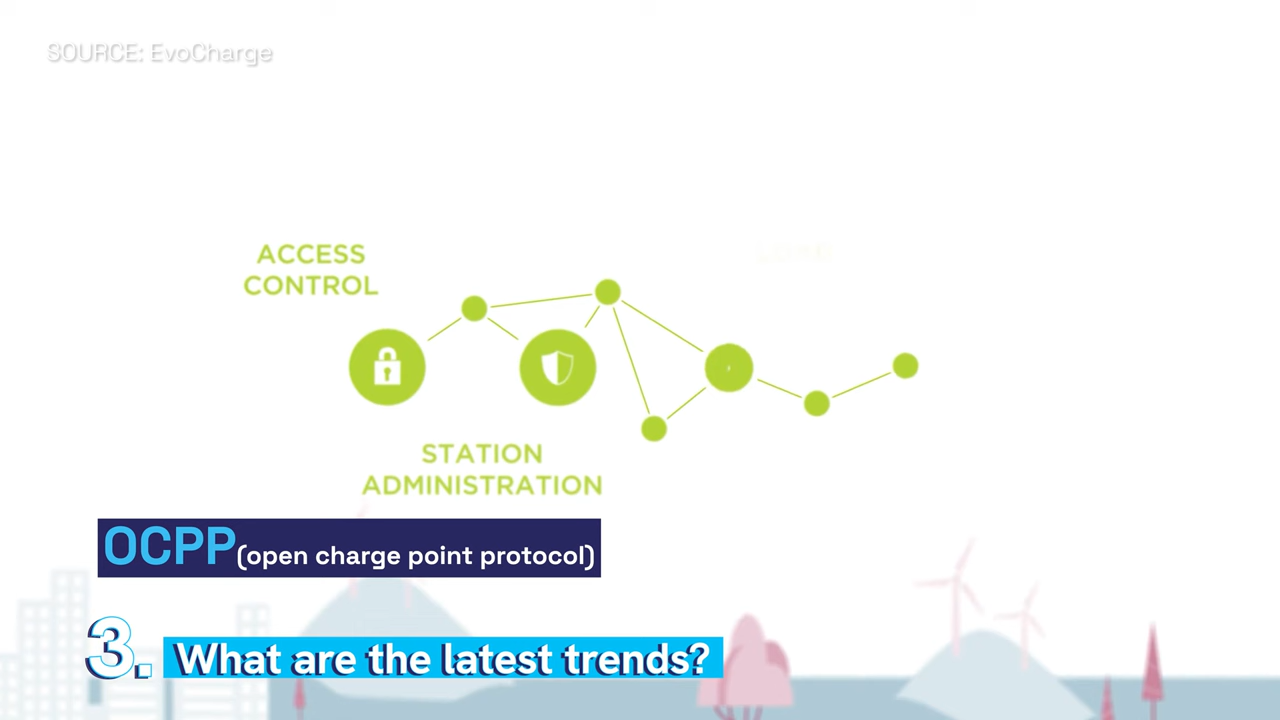 SOURCE: EvoCharge
ACCESS
CONTROL
STATION
ADMINISTRATION
OCPP (open charge point protocol)
3. What are the latest trends?